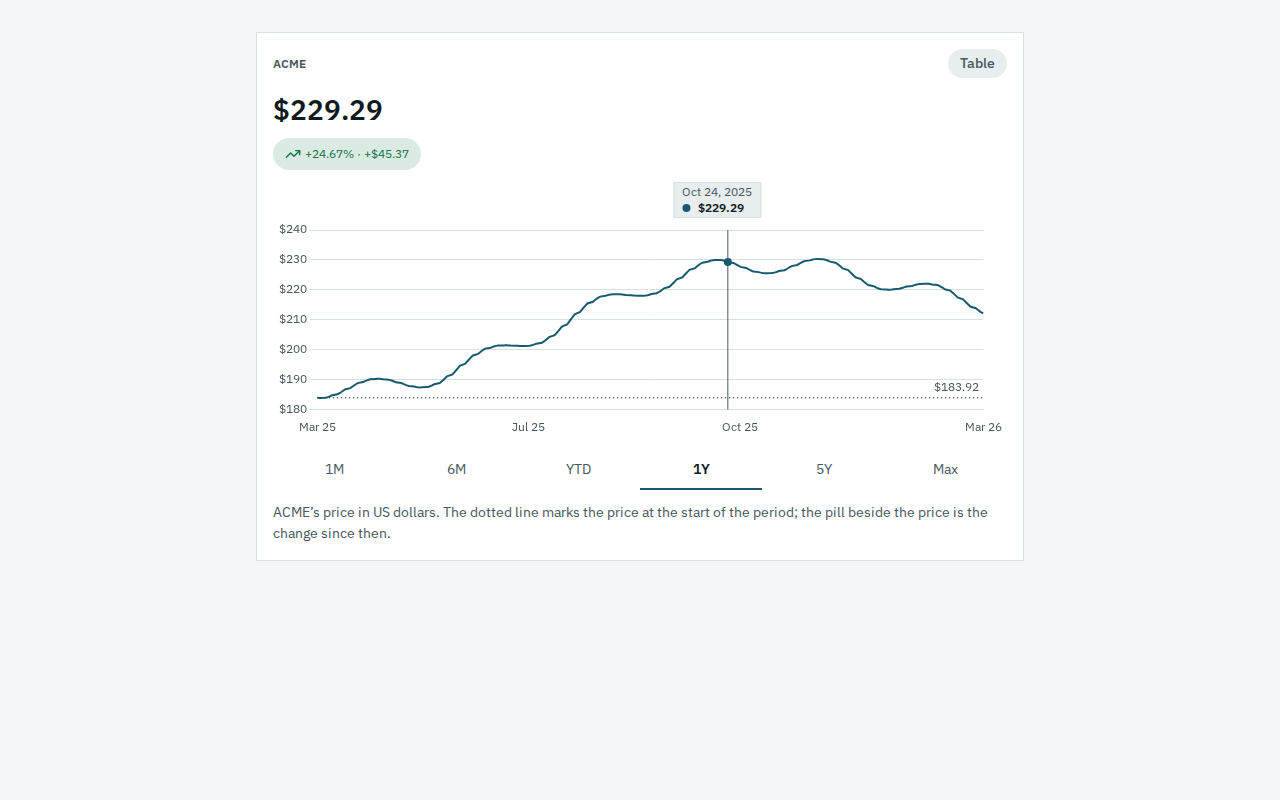 ACME
Table
$229.29
+24.67% · +$45.37
Oct 24, 2025
$229.29
$240
$230
$220
$210
$200
$190
$183.92
$180
Mar 25 Jul 25 Oct 25 Mar 26
1M 6M YTD 1Y 5Y Max
ACME’s price in US dollars. The dotted line marks the price at the start of the period; the pill beside the price is the
change since then.